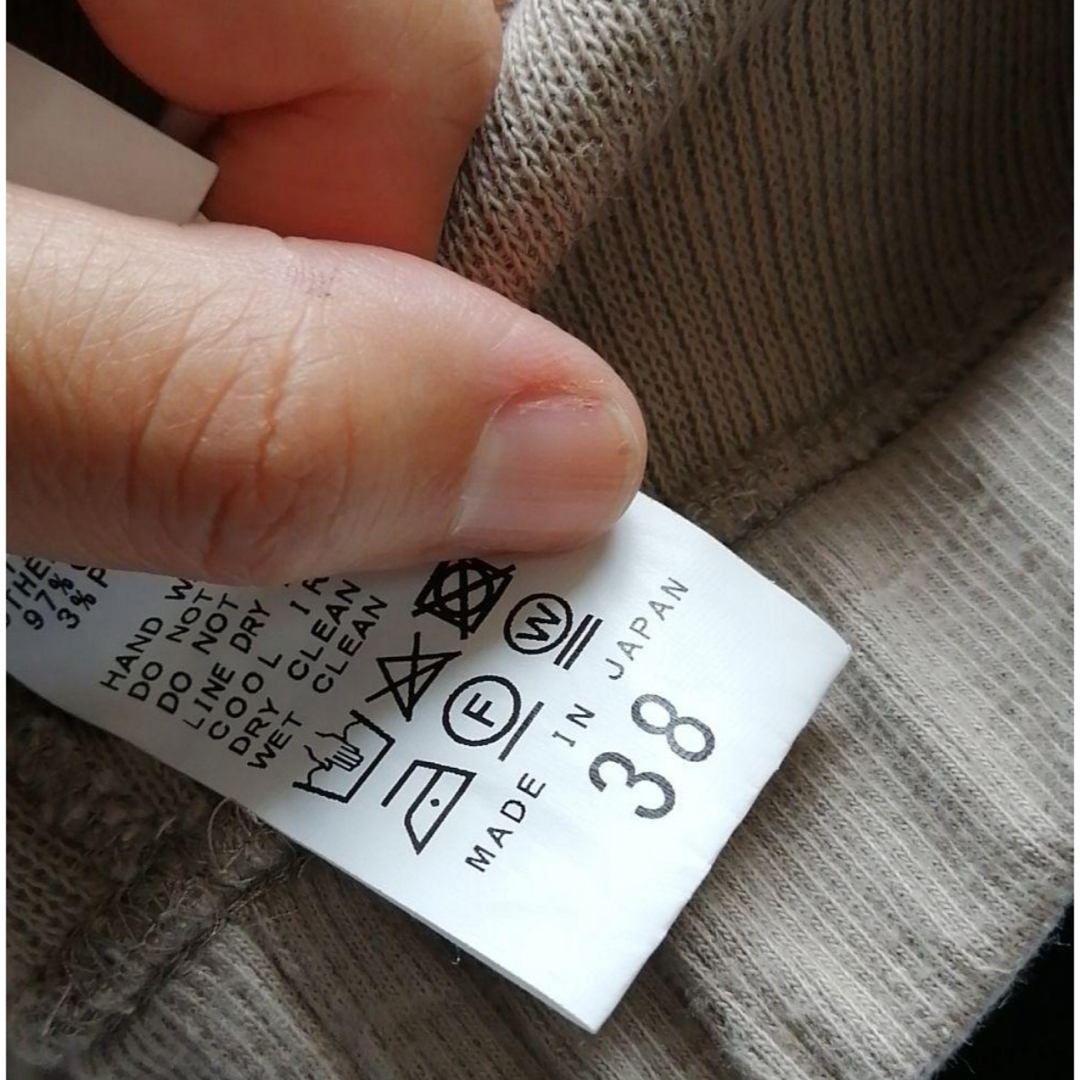 97%
3% P
HAND W
DO NOT
DO NOT
LINE DRY
COOL IR
DRY CLEAN
WET CLEAN
F
W
MADE IN JAPAN
38